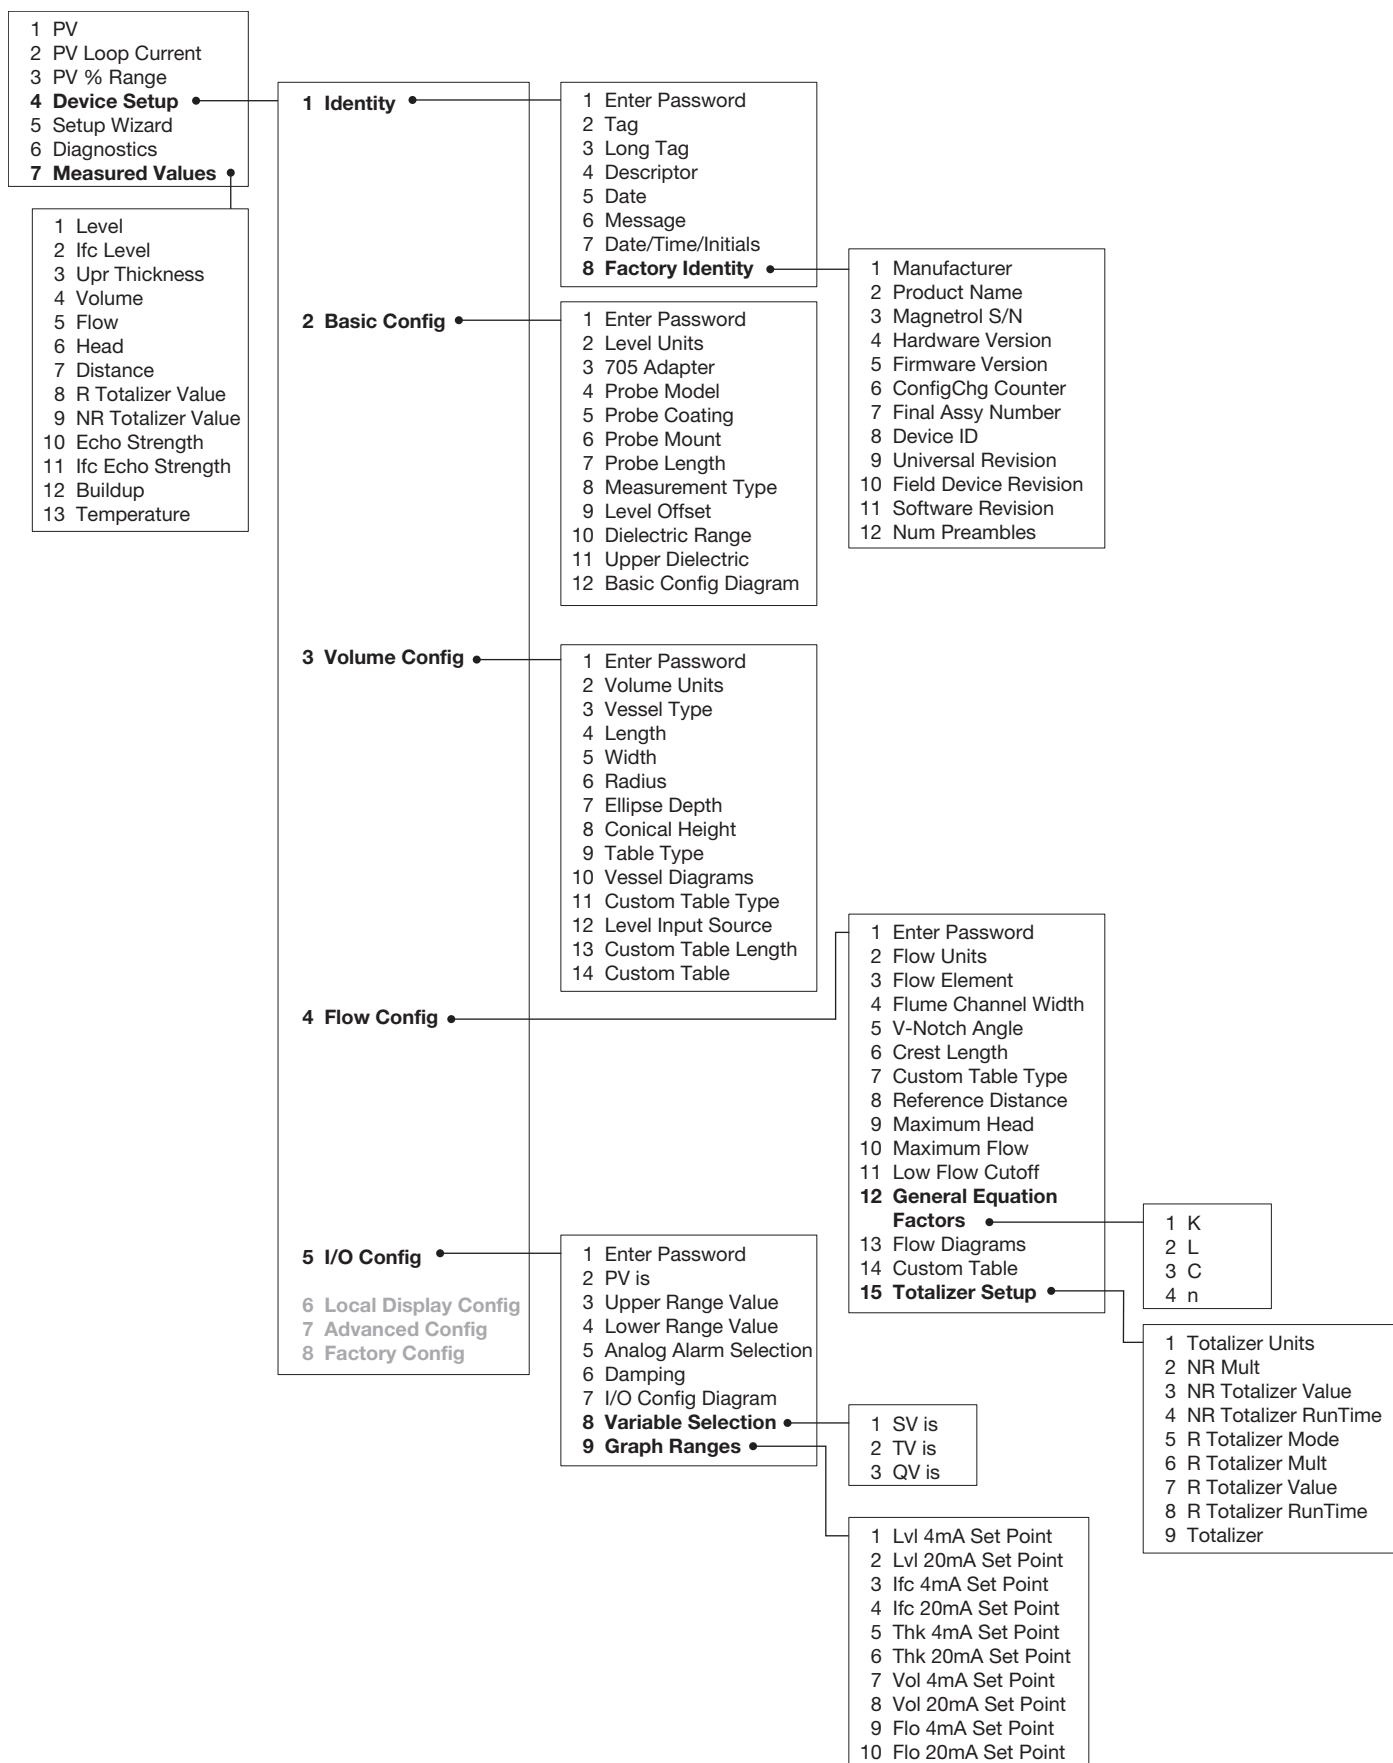 1 PV
2 PV Loop Current
3 PV % Range
4 Device Setup
5 Setup Wizard
6 Diagnostics
7 Measured Values
1 Level
2 Ifc Level
3 Upr Thickness
4 Volume
5 Flow
6 Head
7 Distance
8 R Totalizer Value
9 NR Totalizer Value
10 Echo Strength
11 Ifc Echo Strength
12 Buildup
13 Temperature
1 Identity
2 Basic Config
3 Volume Config
4 Flow Config
5 I/O Config
6 Local Display Config
7 Advanced Config
8 Factory Config
1 Enter Password
2 Tag
3 Long Tag
4 Descriptor
5 Date
6 Message
7 Date/Time/Initials
8 Factory Identity
1 Manufacturer
2 Product Name
3 Magnetrol S/N
4 Hardware Version
5 Firmware Version
6 ConfigChg Counter
7 Final Assy Number
8 Device ID
9 Universal Revision
10 Field Device Revision
11 Software Revision
12 Num Preambles
1 Enter Password
2 Level Units
3 705 Adapter
4 Probe Model
5 Probe Coating
6 Probe Mount
7 Probe Length
8 Measurement Type
9 Level Offset
10 Dielectric Range
11 Upper Dielectric
12 Basic Config Diagram
1 Enter Password
2 Volume Units
3 Vessel Type
4 Length
5 Width
6 Radius
7 Ellipse Depth
8 Conical Height
9 Table Type
10 Vessel Diagrams
11 Custom Table Type
12 Level Input Source
13 Custom Table Length
14 Custom Table
1 Enter Password
2 Flow Units
3 Flow Element
4 Flume Channel Width
5 V-Notch Angle
6 Crest Length
7 Custom Table Type
8 Reference Distance
9 Maximum Head
10 Maximum Flow
11 Low Flow Cutoff
12 General Equation
Factors
13 Flow Diagrams
14 Custom Table
15 Totalizer Setup
1 K
2 L
3 C
4 n
1 Totalizer Units
2 NR Mult
3 NR Totalizer Value
4 NR Totalizer RunTime
5 R Totalizer Mode
6 R Totalizer Mult
7 R Totalizer Value
8 R Totalizer RunTime
9 Totalizer
1 Enter Password
2 PV is
3 Upper Range Value
4 Lower Range Value
5 Analog Alarm Selection
6 Damping
7 I/O Config Diagram
8 Variable Selection
9 Graph Ranges
1 SV is
2 TV is
3 QV is
1 Lvl 4mA Set Point
2 Lvl 20mA Set Point
3 Ifc 4mA Set Point
4 Ifc 20mA Set Point
5 Thk 4mA Set Point
6 Thk 20mA Set Point
7 Vol 4mA Set Point
8 Vol 20mA Set Point
9 Flo 4mA Set Point
10 Flo 20mA Set Point